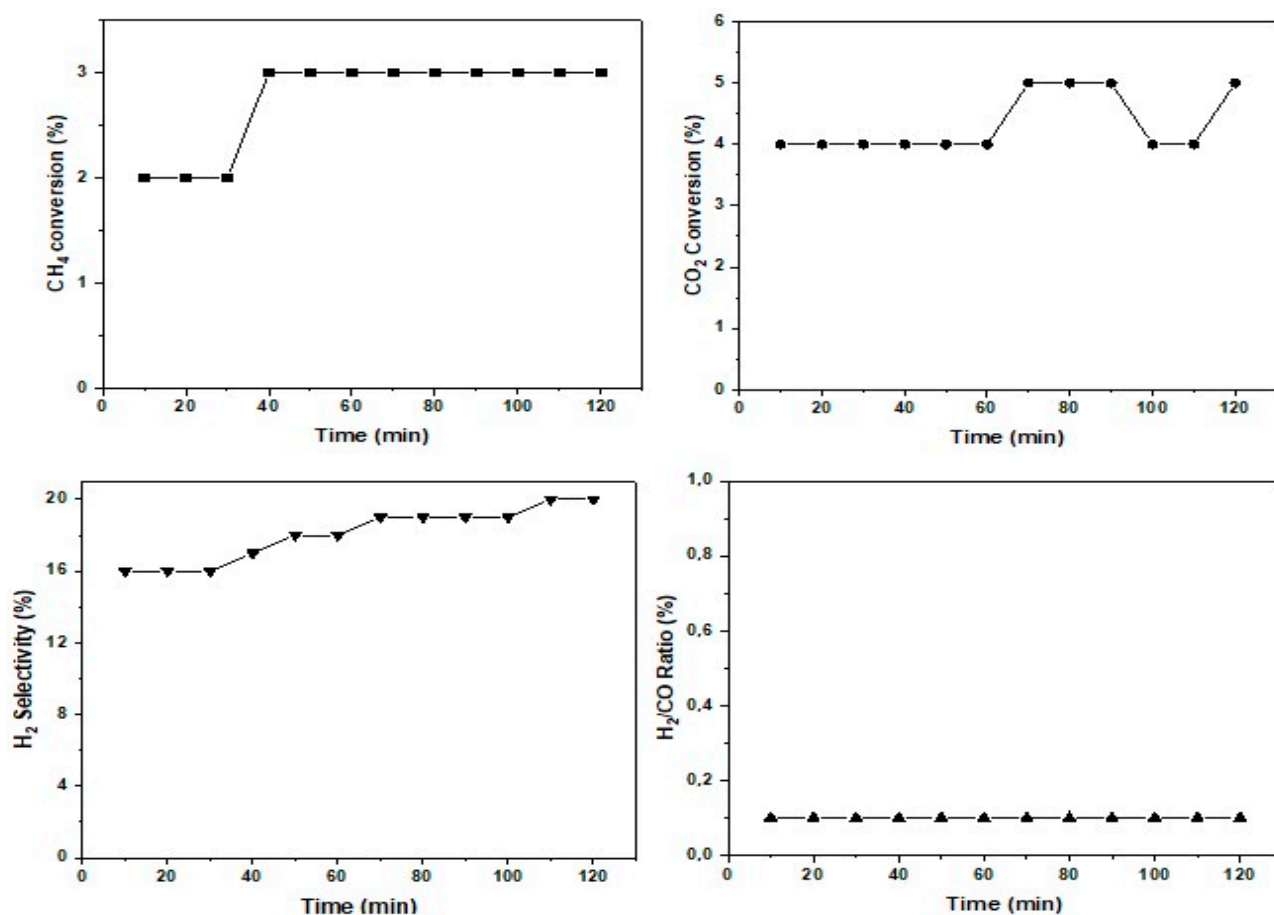 CH₄ conversion (%)
3
2
1
0
0 20 40 60 80 100 120
Time (min)
CO₂ Conversion (%)
6
5
4
3
2
1
0
0 20 40 60 80 100 120
Time (min)
H₂ Selectivity (%)
20
16
12
8
4
0
0 20 40 60 80 100 120
Time (min)
H₂/CO Ratio (%)
1,0
0,8
0,6
0,4
0,2
0,0
0 20 40 60 80 100 120
Time (min)